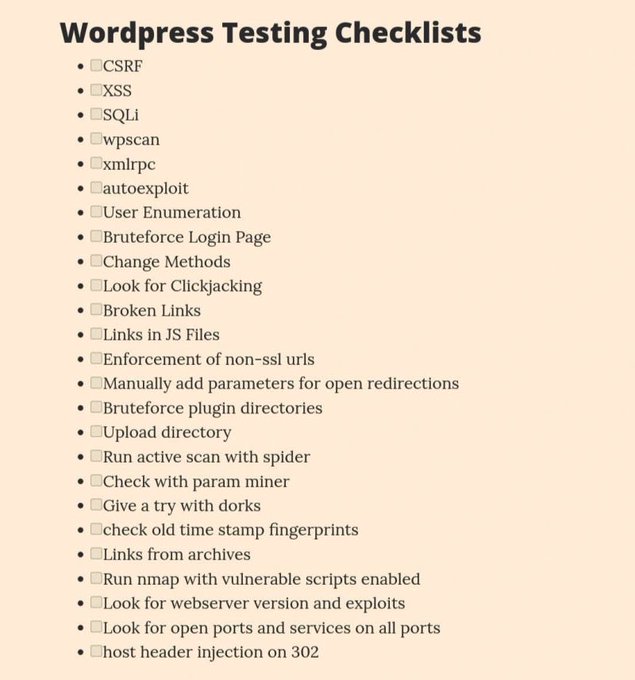 Wordpress Testing Checklists
CSRF
XSS
SQLi
wpscan
xmlrpc
autoexploit
User Enumeration
Bruteforce Login Page
Change Methods
Look for Clickjacking
Broken Links
Links in JS Files
Enforcement of non-ssl urls
Manually add parameters for open redirections
Bruteforce plugin directories
Upload directory
Run active scan with spider
Check with param miner
Give a try with dorks
check old time stamp fingerprints
Links from archives
Run nmap with vulnerable scripts enabled
Look for webserver version and exploits
Look for open ports and services on all ports
host header injection on 302